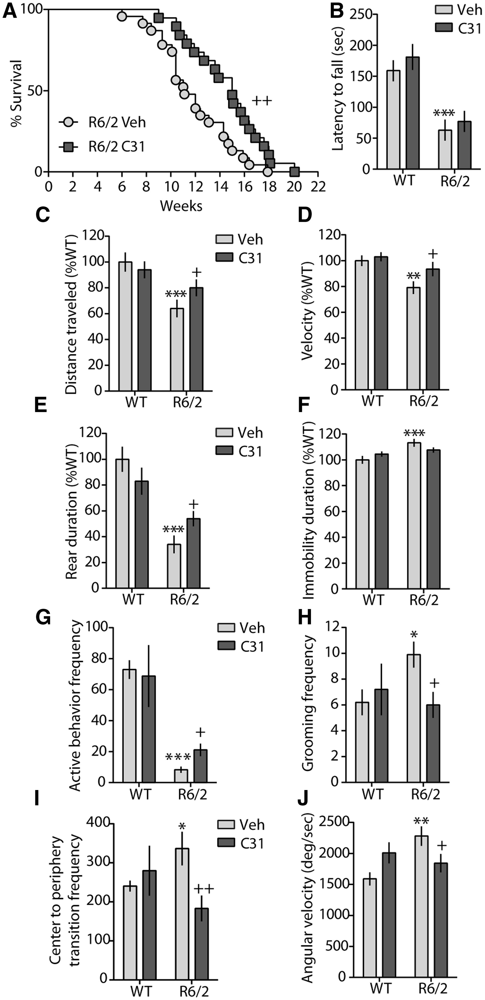 A
100
50
0
% Survival
R6/2 Veh
R6/2 C31
++
0 2 4 6 8 10 12 14 16 18 20 22
Weeks
B
Veh
C31
250
200
150
100
50
0
Latency to fall (sec)
***
WT R6/2
C
Veh
C31
120
100
80
60
40
20
0
Distance traveled (%WT)
***
+
WT R6/2
D
120
100
80
60
40
20
0
Velocity (%WT)
**
+
WT R6/2
E
Veh
C31
120
100
80
60
40
20
0
Rear duration (%WT)
***
+
WT R6/2
F
120
100
80
60
40
20
0
Immobility duration (%WT)
***
WT R6/2
G
Veh
C31
100
80
60
40
20
0
Active behavior frequency
***
+
WT R6/2
H
12
10
8
6
4
2
0
Grooming frequency
*
+
WT R6/2
I
Veh
C31
400
300
200
100
0
Center to periphery
transition frequency
*
++
WT R6/2
J
2500
2000
1500
1000
500
0
Angular velocity (deg/sec)
**
+
WT R6/2